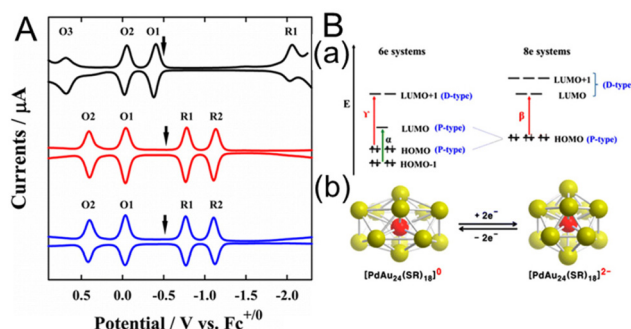 A
O3 O2 O1 R1
O2 O1 R1 R2
O2 O1 R1 R2
Currents / μA
0.5 0.0 -0.5 -1.0 -1.5 -2.0
Potential / V vs. Fc+/0
B
(a)
6e systems 8e systems
E
LUMO+1 (D-type)
LUMO (P-type)
HOMO (P-type)
HOMO-1
γ
α
LUMO+1
LUMO
(D-type)
β
HOMO
(P-type)
(b)
+ 2e−
− 2e−
[PdAu24(SR)18]0 [PdAu24(SR)18]2−